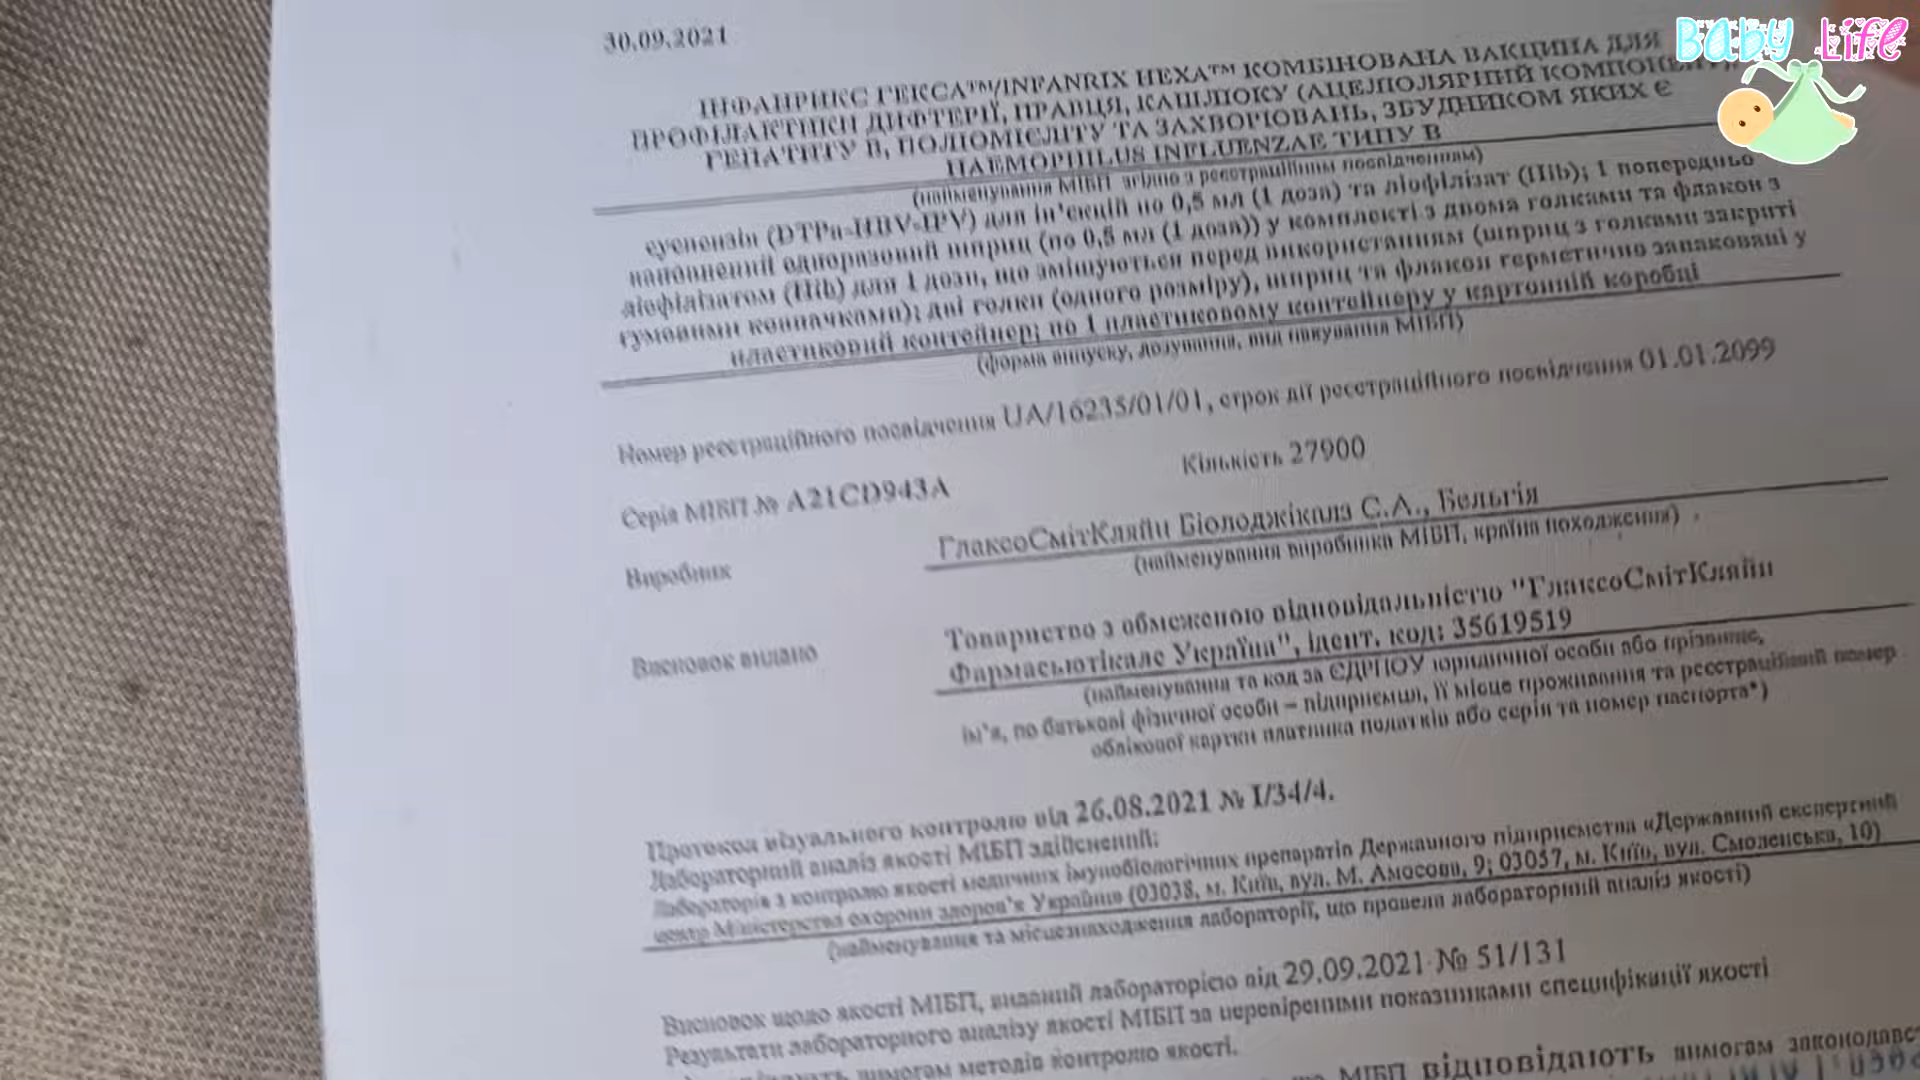 Baby Life
30.09.2021
ІНФАНРИКС ГЕКСА™/INFANRIX HEXA™ КОМБІНОВАНА ВАКЦИНА ДЛЯ
ПРОФІЛАКТИКИ ДИФТЕРІЇ, ПРАВЦЯ, КАШЛЮКУ (АЦЕЛЮЛЯРНИЙ
ГЕПАТИТУ В, ПОЛІОМІЄЛІТУ ТА ЗАХВОРЮВАНЬ, ЗБУДНИКОМ ЯКИХ Є
HAEMOPHILUS INFLUENZAE ТИПУ B
(найменування МІБП згідно з реєстраційним посвідченням)
суспензія (DTPa-HBV-IPV) для ін'єкцій по 0,5 мл (1 доза) та ліофілізат (Hib); 1 попередньо
наповнений одноразовий шприц (по 0,5 мл (1 доза)) у комплекті з двома голками та флакон з
ліофілізатом (Hib) для 1 дози, що змішуються перед використанням (шприц з голками закриті
гумовими ковпачками); дві голки (одного розміру), шприц та флакон герметично запаковані у
пластиковий контейнер; по 1 пластиковому контейнеру у картонній коробці
(форма випуску, дозування, вид пакування МІБП)
Номер реєстраційного посвідчення UA/16235/01/01, строк дії реєстраційного посвідчення 01.01.2099
Серія МІБП № A21CD943A Кількість 27900
Виробник ГлаксоСмітКляйн Біолоджікалз С.А., Бельгія
(найменування виробника МІБП, країна походження)
Висновок видано Товариство з обмеженою відповідальністю "ГлаксоСмітКляйн
Фармасьютікалс Україна", ідент. код: 35619519
(найменування та код за ЄДРПОУ юридичної особи або прізвище,
ім'я, по батькові фізичної особи – підприємця, її місце проживання та реєстраційний номер
облікової картки платника податків або серія та номер паспорта*)
Протокол візуального контролю від 26.08.2021 № I/34/4.
Лабораторний аналіз якості МІБП здійснений:
Лабораторія з контролю якості медичних імунобіологічних препаратів Державного підприємства «Державний експертний
центр Міністерства охорони здоров'я України» (03038, м. Київ, вул. М. Амосова, 9; 03057, м. Київ, вул. Смоленська, 10)
(найменування та місцезнаходження лабораторії, що провела лабораторний аналіз якості)
Висновок щодо якості МІБП, виданий лабораторією від 29.09.2021 № 51/131
Результати лабораторного аналізу якості МІБП за перевіреними показниками специфікації якості
вимогам методів контролю якості.
МІБП відповідають вимогам